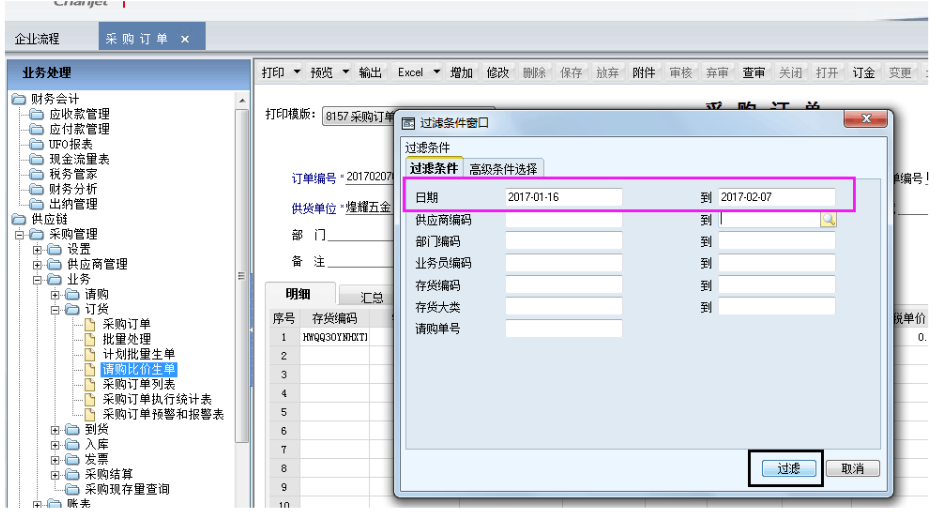 Chanjet
企业流程 采购订单 ×
业务处理
打印 预览 输出 Excel 增加 修改 删除 保存 放弃 附件 审核 弃审 查审 关闭 打开 订金 变更
财务会计
应收款管理
应付款管理
UFO报表
现金流量表
税务管家
财务分析
出纳管理
供应链
采购管理
设置
供应商管理
业务
请购
订货
采购订单
批量处理
计划批量生单
请购比价生单
采购订单列表
采购订单执行统计表
采购订单预警和报警表
到货
入库
发票
采购结算
采购现存量查询
账表
打印模版: 8157 采购订单
采购订单
订单编号 * 20170207
单编号
供货单位 * 煌耀五金
部 门
备 注
明细 汇总
序号 存货编码
税单价
1 HWQQ30YNHXTJ
0.
2
3
4
5
6
7
8
9
10
过滤条件窗口
过滤条件
过滤条件 高级条件选择
日期 2017-01-16 到 2017-02-07
供应商编码 到
部门编码 到
业务员编码 到
存货编码 到
存货大类 到
请购单号
过滤 取消